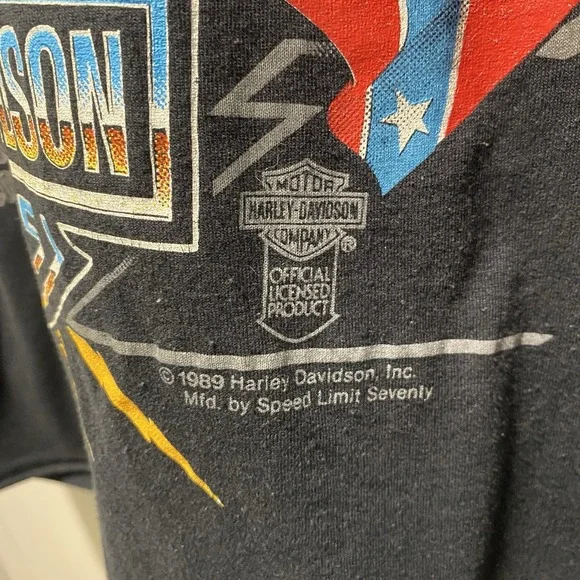 DSON
MOTOR
HARLEY-DAVIDSON
COMPANY
®
OFFICIAL
LICENSED
PRODUCT
© 1989 Harley Davidson, Inc.
Mfd. by Speed Limit Seventy